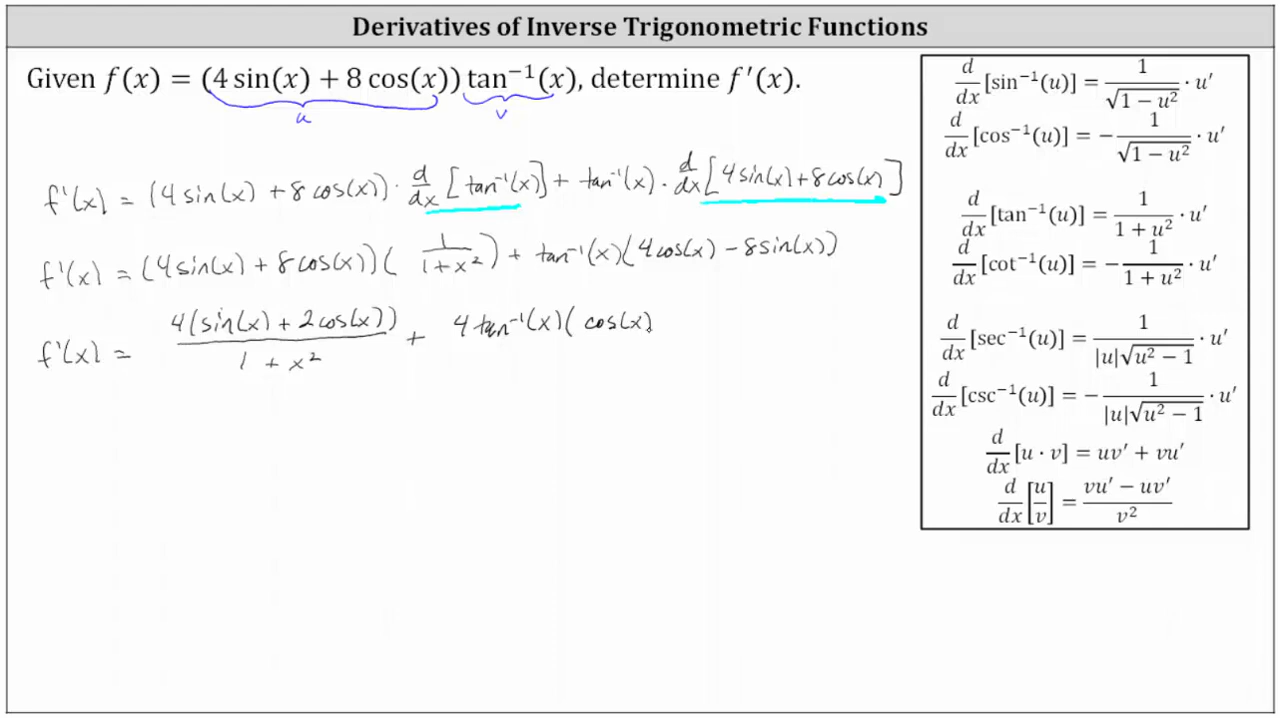 Derivatives of Inverse Trigonometric Functions
Given f(x) = (4 sin(x) + 8 cos(x)) tan⁻¹(x), determine f′(x).
u v
f'(x) = (4 sin(x) + 8 cos(x)) · d/dx [tan⁻¹(x)] + tan⁻¹(x) · d/dx [4 sin(x) + 8 cos(x)]
f'(x) = (4 sin(x) + 8 cos(x)) ( 1/(1 + x²) ) + tan⁻¹(x) (4 cos(x) − 8 sin(x))
f'(x) = 4(sin(x) + 2 cos(x))/(1 + x²) + 4 tan⁻¹(x) ( cos(x)
d/dx [sin⁻¹(u)] = 1/√(1 − u²) · u′
d/dx [cos⁻¹(u)] = − 1/√(1 − u²) · u′
d/dx [tan⁻¹(u)] = 1/(1 + u²) · u′
d/dx [cot⁻¹(u)] = − 1/(1 + u²) · u′
d/dx [sec⁻¹(u)] = 1/(|u|√(u² − 1)) · u′
d/dx [csc⁻¹(u)] = − 1/(|u|√(u² − 1)) · u′
d/dx [u · v] = uv′ + vu′
d/dx [u/v] = (vu′ − uv′)/v²